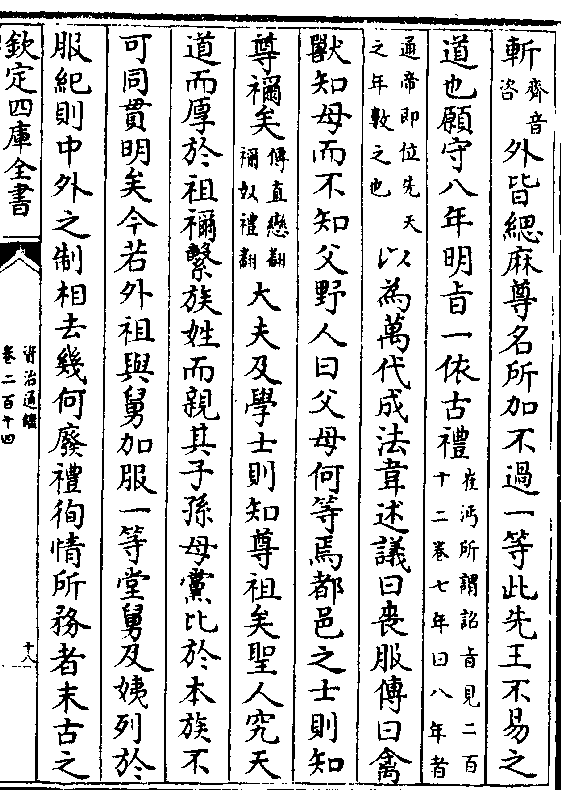 斬齊音咨外皆緦麻尊名所加不過一等此先王不易之
道也願守八年明旨一依古禮崔沔所謂詔旨見二百十二卷七年曰八年者
通帝即位先天之年數之也以為萬代成法韋述議曰喪服傳曰禽
獸知母而不知父野人曰父母何等焉都邑之士則知
尊禰矣傳直戀翻禰奴禮翻大夫及學士則知尊祖矣聖人究天
道而厚於祖禰繫族姓而親其子孫母黨比於本族不
可同貫明矣今若外祖與舅加服一等堂舅及姨列於
服紀則中外之制相去幾何廢禮徇情所務者末古之
欽定四庫全書
資治通鑑
卷二百十四
十八